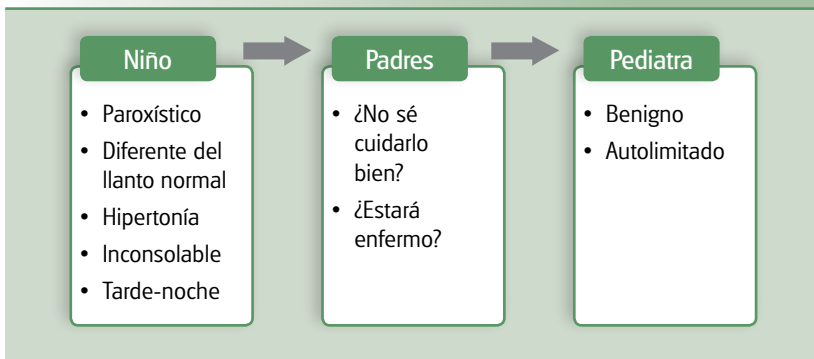 Niño
• Paroxístico
• Diferente del
llanto normal
• Hipertonía
• Inconsolable
• Tarde-noche
Padres
• ¿No sé
cuidarlo
bien?
• ¿Estará
enfermo?
Pediatra
• Benigno
• Autolimitado